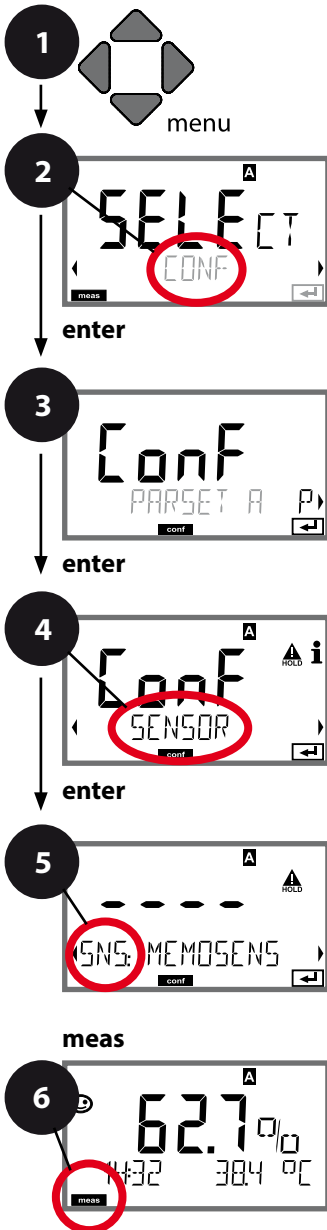 1
menu
2
A
SELECT
CONF
meas
enter
3
ConF
PARSET A P
conf
enter
4
A
HOLD i
ConF
SENSOR
conf
enter
5
A
HOLD
----
SNS: MEMOSENS
conf
meas
6
A
62.7%
14:32 38.4 °C
meas